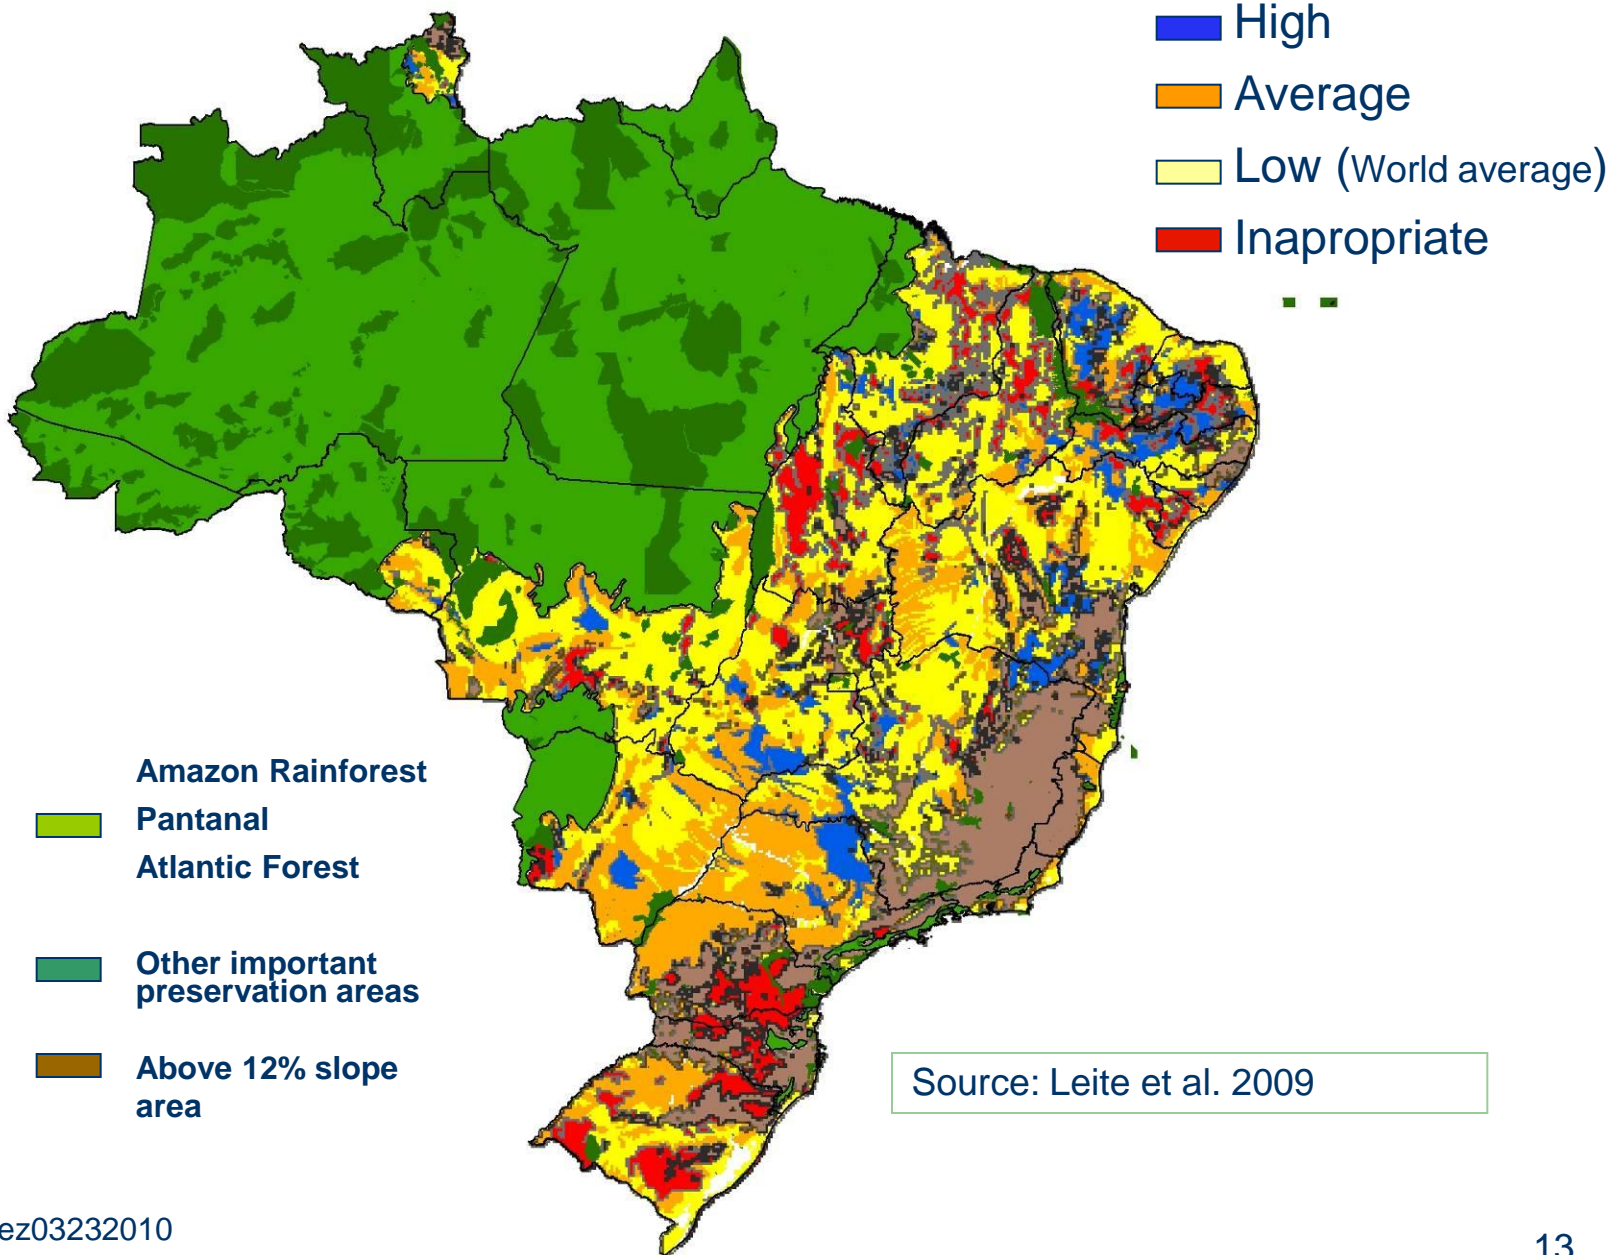 High
Average
Low (World average)
Inapropriate
Amazon Rainforest
Pantanal
Atlantic Forest
Other important
preservation areas
Above 12% slope
area
Source: Leite et al. 2009
ez03232010
13